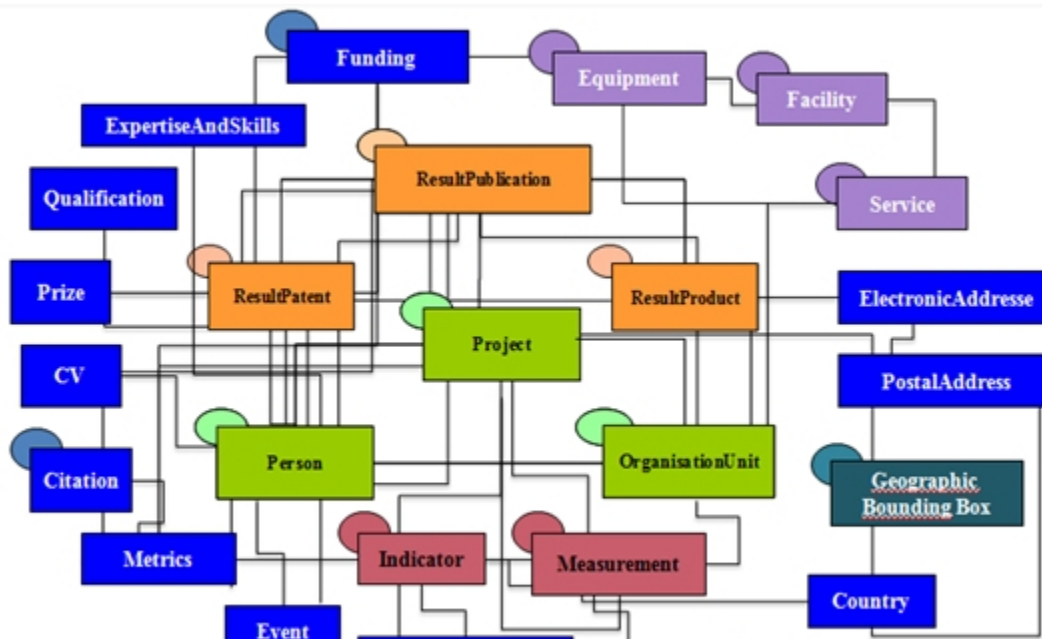 Funding
Equipment
Facility
ExpertiseAndSkills
ResultPublication
Qualification
Service
Prize
ResultPatent
ResultProduct
ElectronicAddresse
Project
CV
PostalAddress
Person
OrganisationUnit
Citation
Geographic
Bounding Box
Metrics
Indicator
Measurement
Country
Event